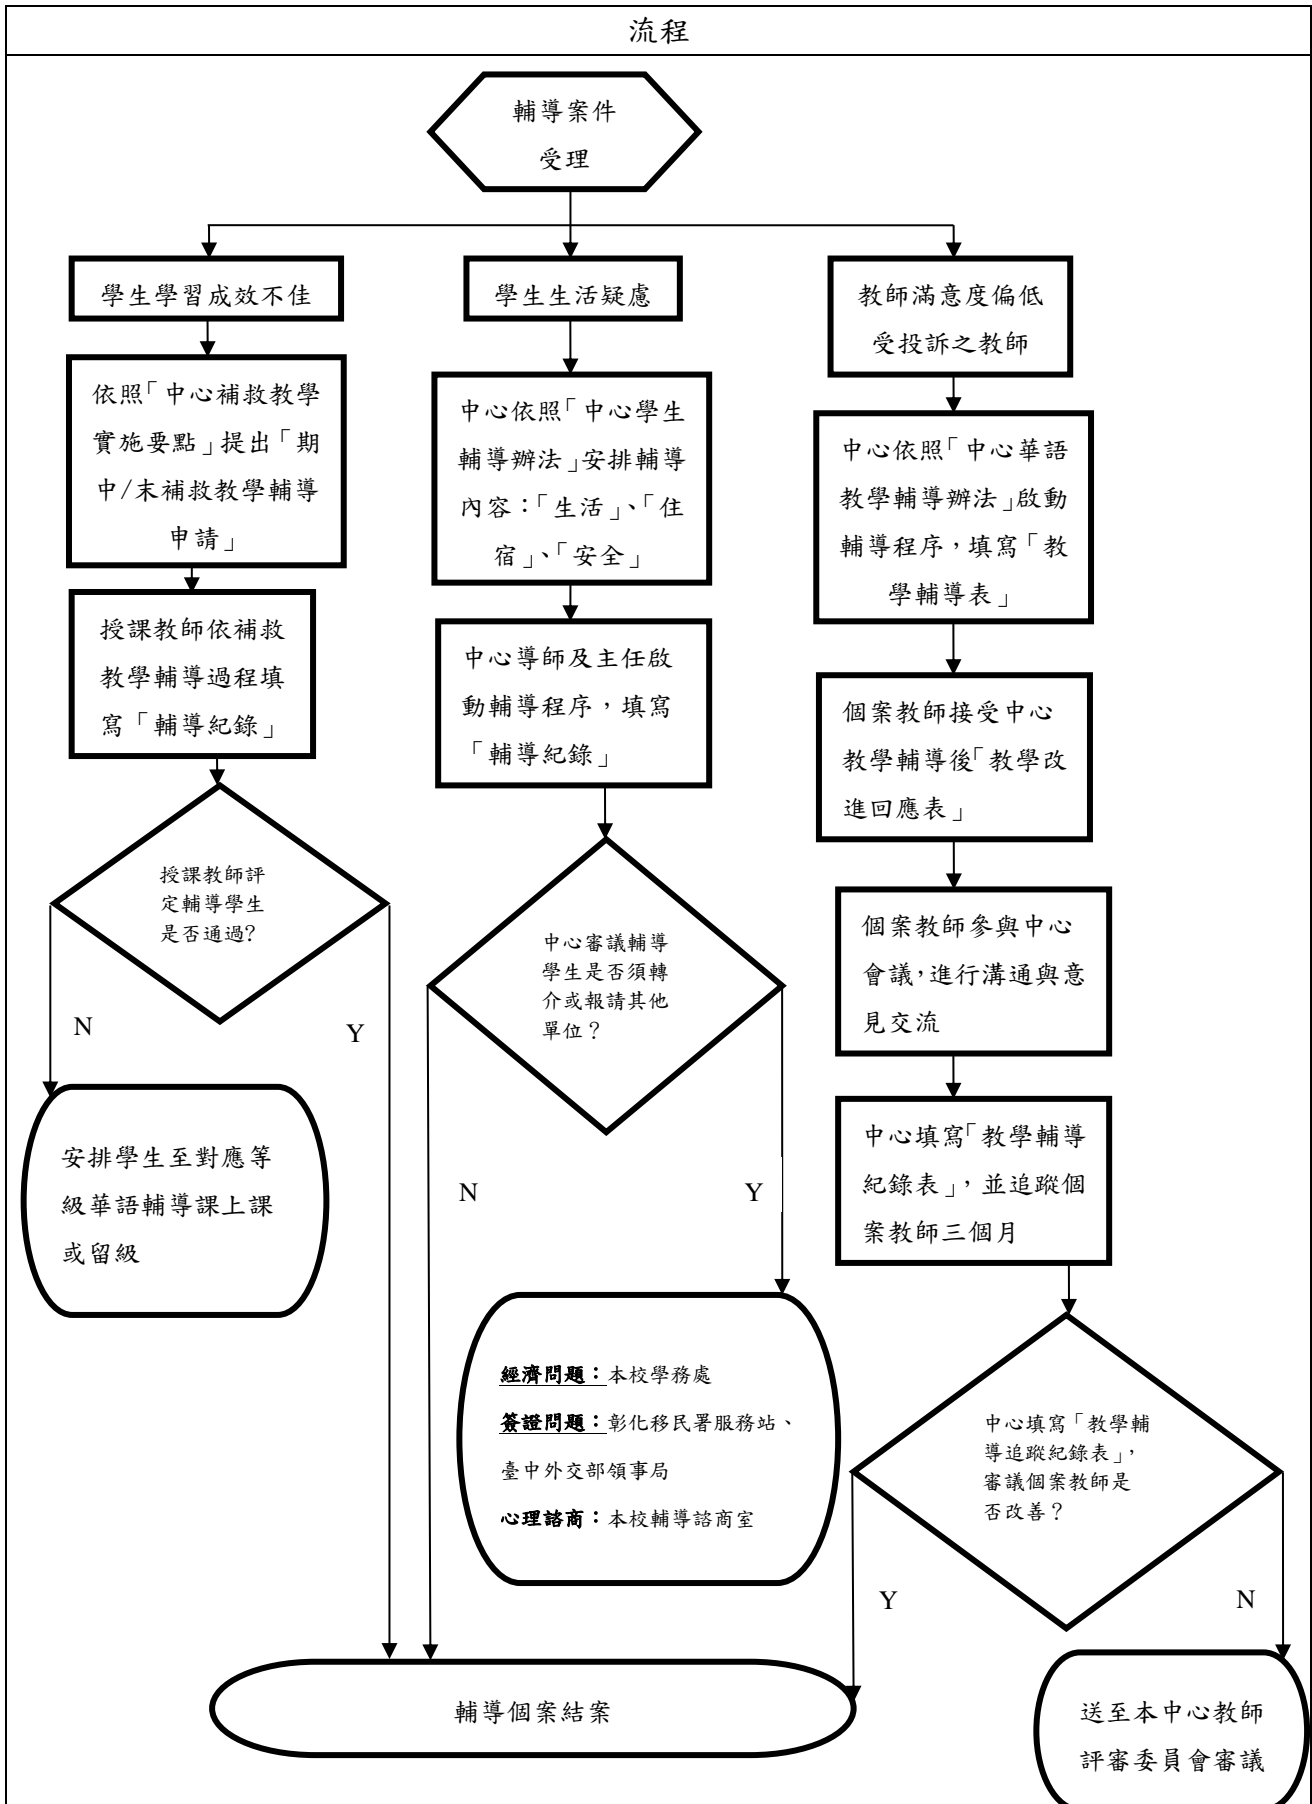 流程
輔導案件
受理
學生學習成效不佳
依照「中心補救教學
實施要點」提出「期
中/末補救教學輔導
申請」
授課教師依補救
教學輔導過程填
寫「輔導紀錄」
授課教師評
定輔導學生
是否通過?
N
Y
安排學生至對應等
級華語輔導課上課
或留級
學生生活疑慮
中心依照「中心學生
輔導辦法」安排輔導
內容：「生活」、「住
宿」、「安全」
中心導師及主任啟
動輔導程序，填寫
「輔導紀錄」
中心審議輔導
學生是否須轉
介或報請其他
單位？
N
Y
經濟問題：本校學務處
簽證問題：彰化移民署服務站、
臺中外交部領事局
心理諮商：本校輔導諮商室
教師滿意度偏低
受投訴之教師
中心依照「中心華語
教學輔導辦法」啟動
輔導程序，填寫「教
學輔導表」
個案教師接受中心
教學輔導後「教學改
進回應表」
個案教師參與中心
會議，進行溝通與意
見交流
中心填寫「教學輔導
紀錄表」，並追蹤個
案教師三個月
中心填寫「教學輔
導追蹤紀錄表」，
審議個案教師是
否改善？
Y
N
輔導個案結案
送至本中心教師
評審委員會審議